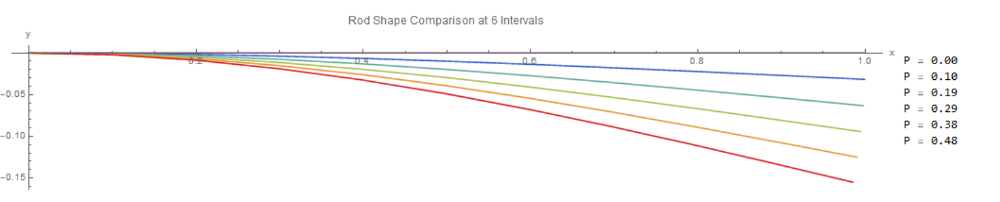 Rod Shape Comparison at 6 Intervals
y
x
0.2
0.4
0.6
0.8
1.0
-0.05
-0.10
-0.15
P = 0.00
P = 0.10
P = 0.19
P = 0.29
P = 0.38
P = 0.48